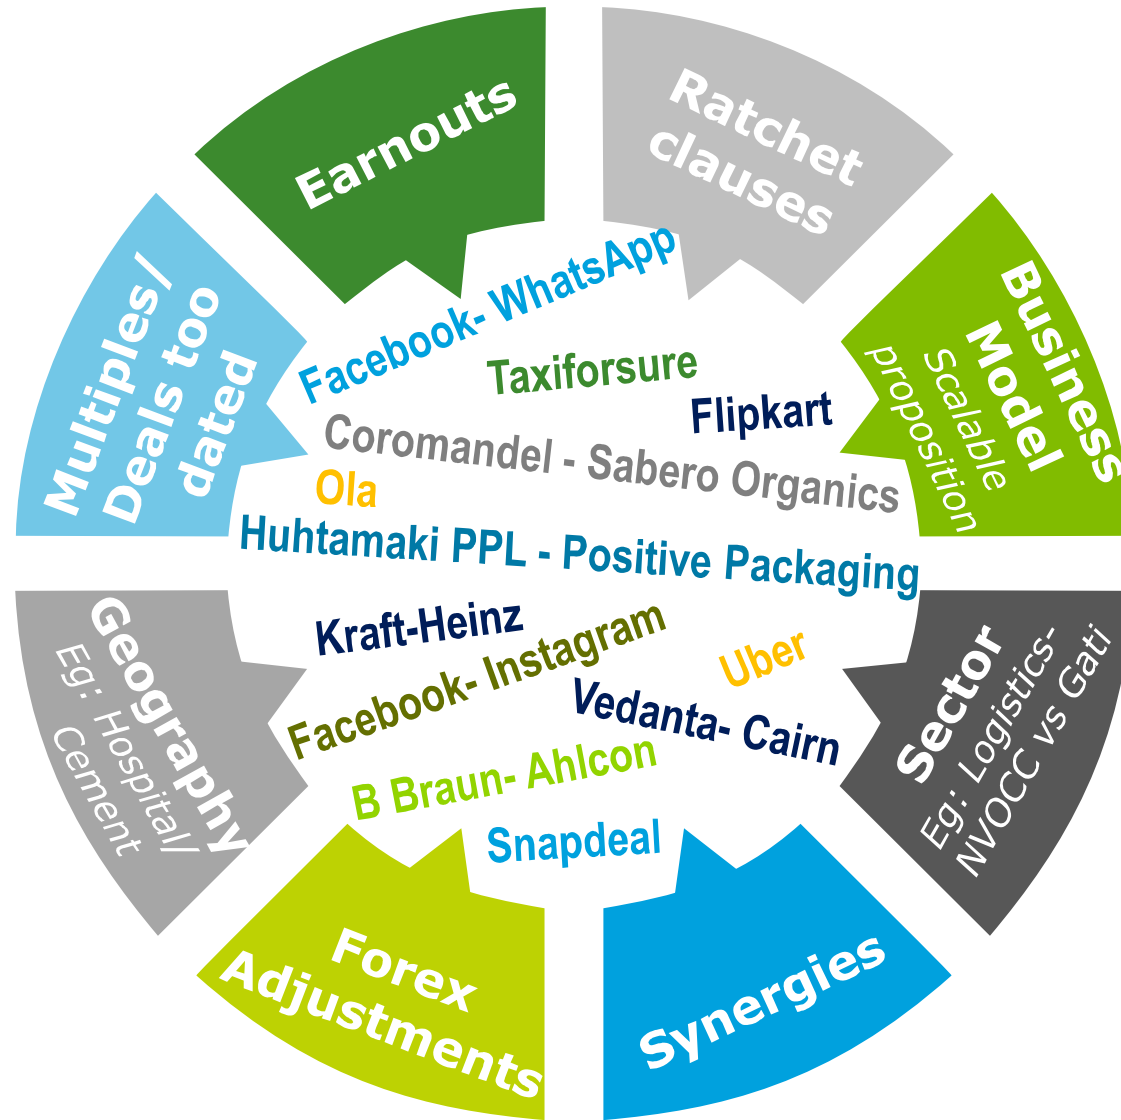 Earnouts
Ratchet
clauses
Multiples/
Deals too
dated
Business
Model
Scalable
proposition
Facebook- WhatsApp
Taxiforsure
Flipkart
Coromandel - Sabero Organics
Ola
Huhtamaki PPL - Positive Packaging
Kraft-Heinz
Facebook- Instagram
Uber
Vedanta- Cairn
B Braun- Ahlcon
Snapdeal
Geography
Eg: Hospital/
Cement
Sector
Eg: Logistics-
NVOCC vs Gati
Forex
Adjustments
Synergies